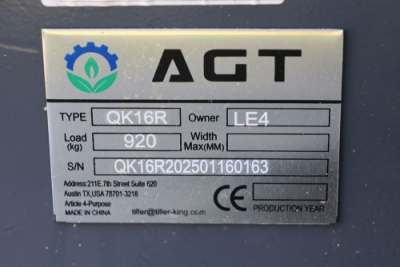 AGT
TYPE QK16R Owner LE4
Load (kg) 920 Width Max(MM)
S/N QK16R202501160163
Address:211E.7th Street Suite 620
Austin TX,USA 78701-3218
Article 4-Purpose
MADE IN CHINA tiller@tiller-king.com CE PRODUCTION YEAR